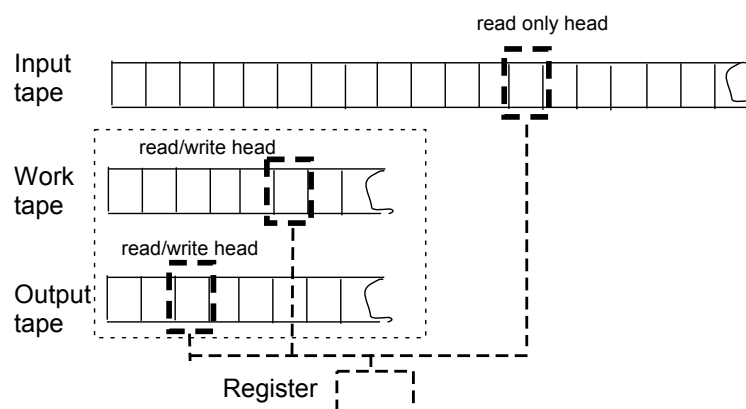 read only head
Input
tape
read/write head
Work
tape
read/write head
Output
tape
Register